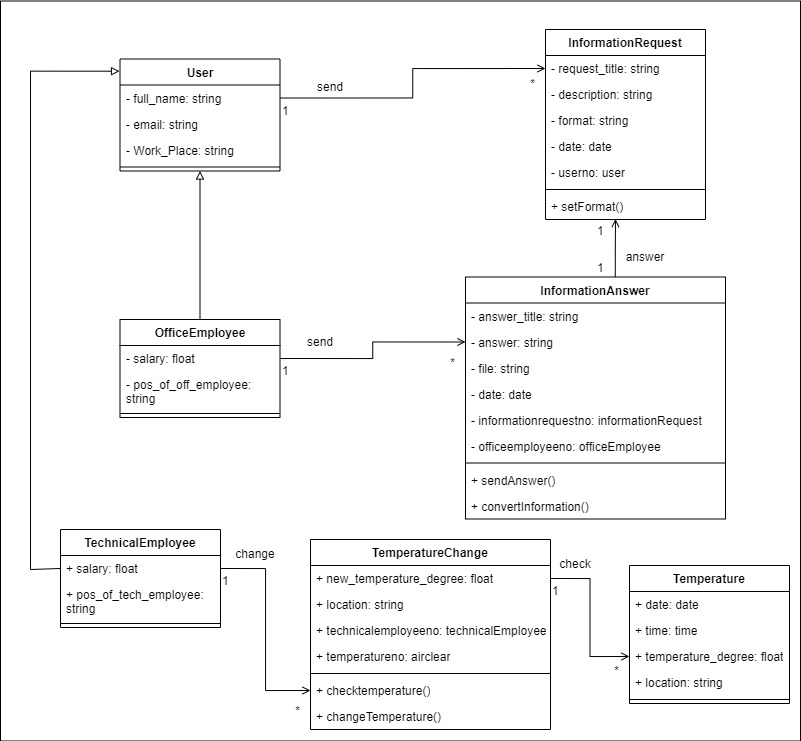 User
- full_name: string
- email: string
- Work_Place: string
send
1
*
InformationRequest
- request_title: string
- description: string
- format: string
- date: date
- userno: user
+ setFormat()
1
answer
1
OfficeEmployee
- salary: float
- pos_of_off_employee:
string
send
1
*
InformationAnswer
- answer_title: string
- answer: string
- file: string
- date: date
- informationrequestno: informationRequest
- officeemployeeno: officeEmployee
+ sendAnswer()
+ convertInformation()
TechnicalEmployee
+ salary: float
+ pos_of_tech_employee:
string
change
1
*
TemperatureChange
+ new_temperature_degree: float
+ location: string
+ technicalemployeeno: technicalEmployee
+ temperatureno: airclear
+ checktemperature()
+ changeTemperature()
check
1
*
Temperature
+ date: date
+ time: time
+ temperature_degree: float
+ location: string